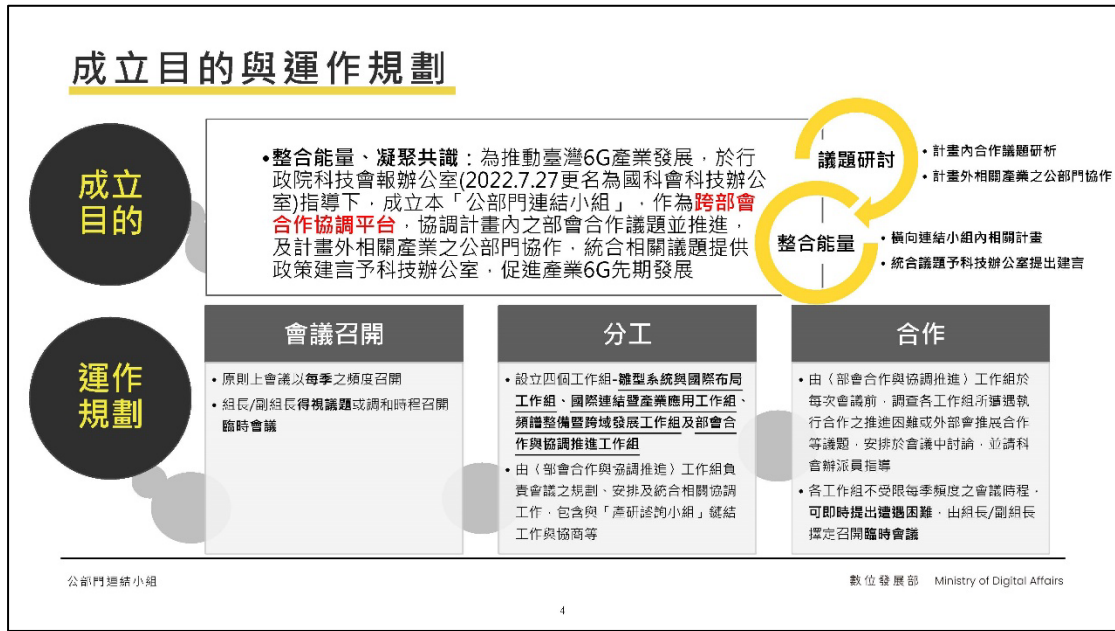 成立目的與運作規劃
成立
目的
•整合能量、凝聚共識：為推動臺灣6G產業發展，於行
政院科技會報辦公室(2022.7.27更名為國科會科技辦公
室)指導下，成立本「公部門連結小組」，作為跨部會
合作協調平台，協調計畫內之部會合作議題並推進，
及計畫外相關產業之公部門協作，統合相關議題提供
政策建言予科技辦公室，促進產業6G先期發展
議題研討
• 計畫內合作議題研析
• 計畫外相關產業之公部門協作
整合能量
• 橫向連結小組內相關計畫
• 統合議題予科技辦公室提出建言
運作
規劃
會議召開
• 原則上會議以每季之頻度召開
• 組長/副組長得視議題或調和時程召開
臨時會議
分工
• 設立四個工作組-雛型系統與國際布局
工作組、國際連結暨產業應用工作組、
頻譜整備暨跨域發展工作組及部會合
作與協調推進工作組
• 由〈部會合作與協調推進〉工作組負
責會議之規劃、安排及統合相關協調
工作，包含與「產研諮詢小組」鏈結
工作與協商等
合作
• 由〈部會合作與協調推進〉工作組於
每次會議前，調查各工作組所遭遇執
行合作之推進困難或外部會推展合作
等議題，安排於會議中討論，並請科
會辦派員指導
• 各工作組不受限每季頻度之會議時程，
可即時提出遭遇困難，由組長/副組長
擇定召開臨時會議
公部門連結小組
數位發展部 Ministry of Digital Affairs
4